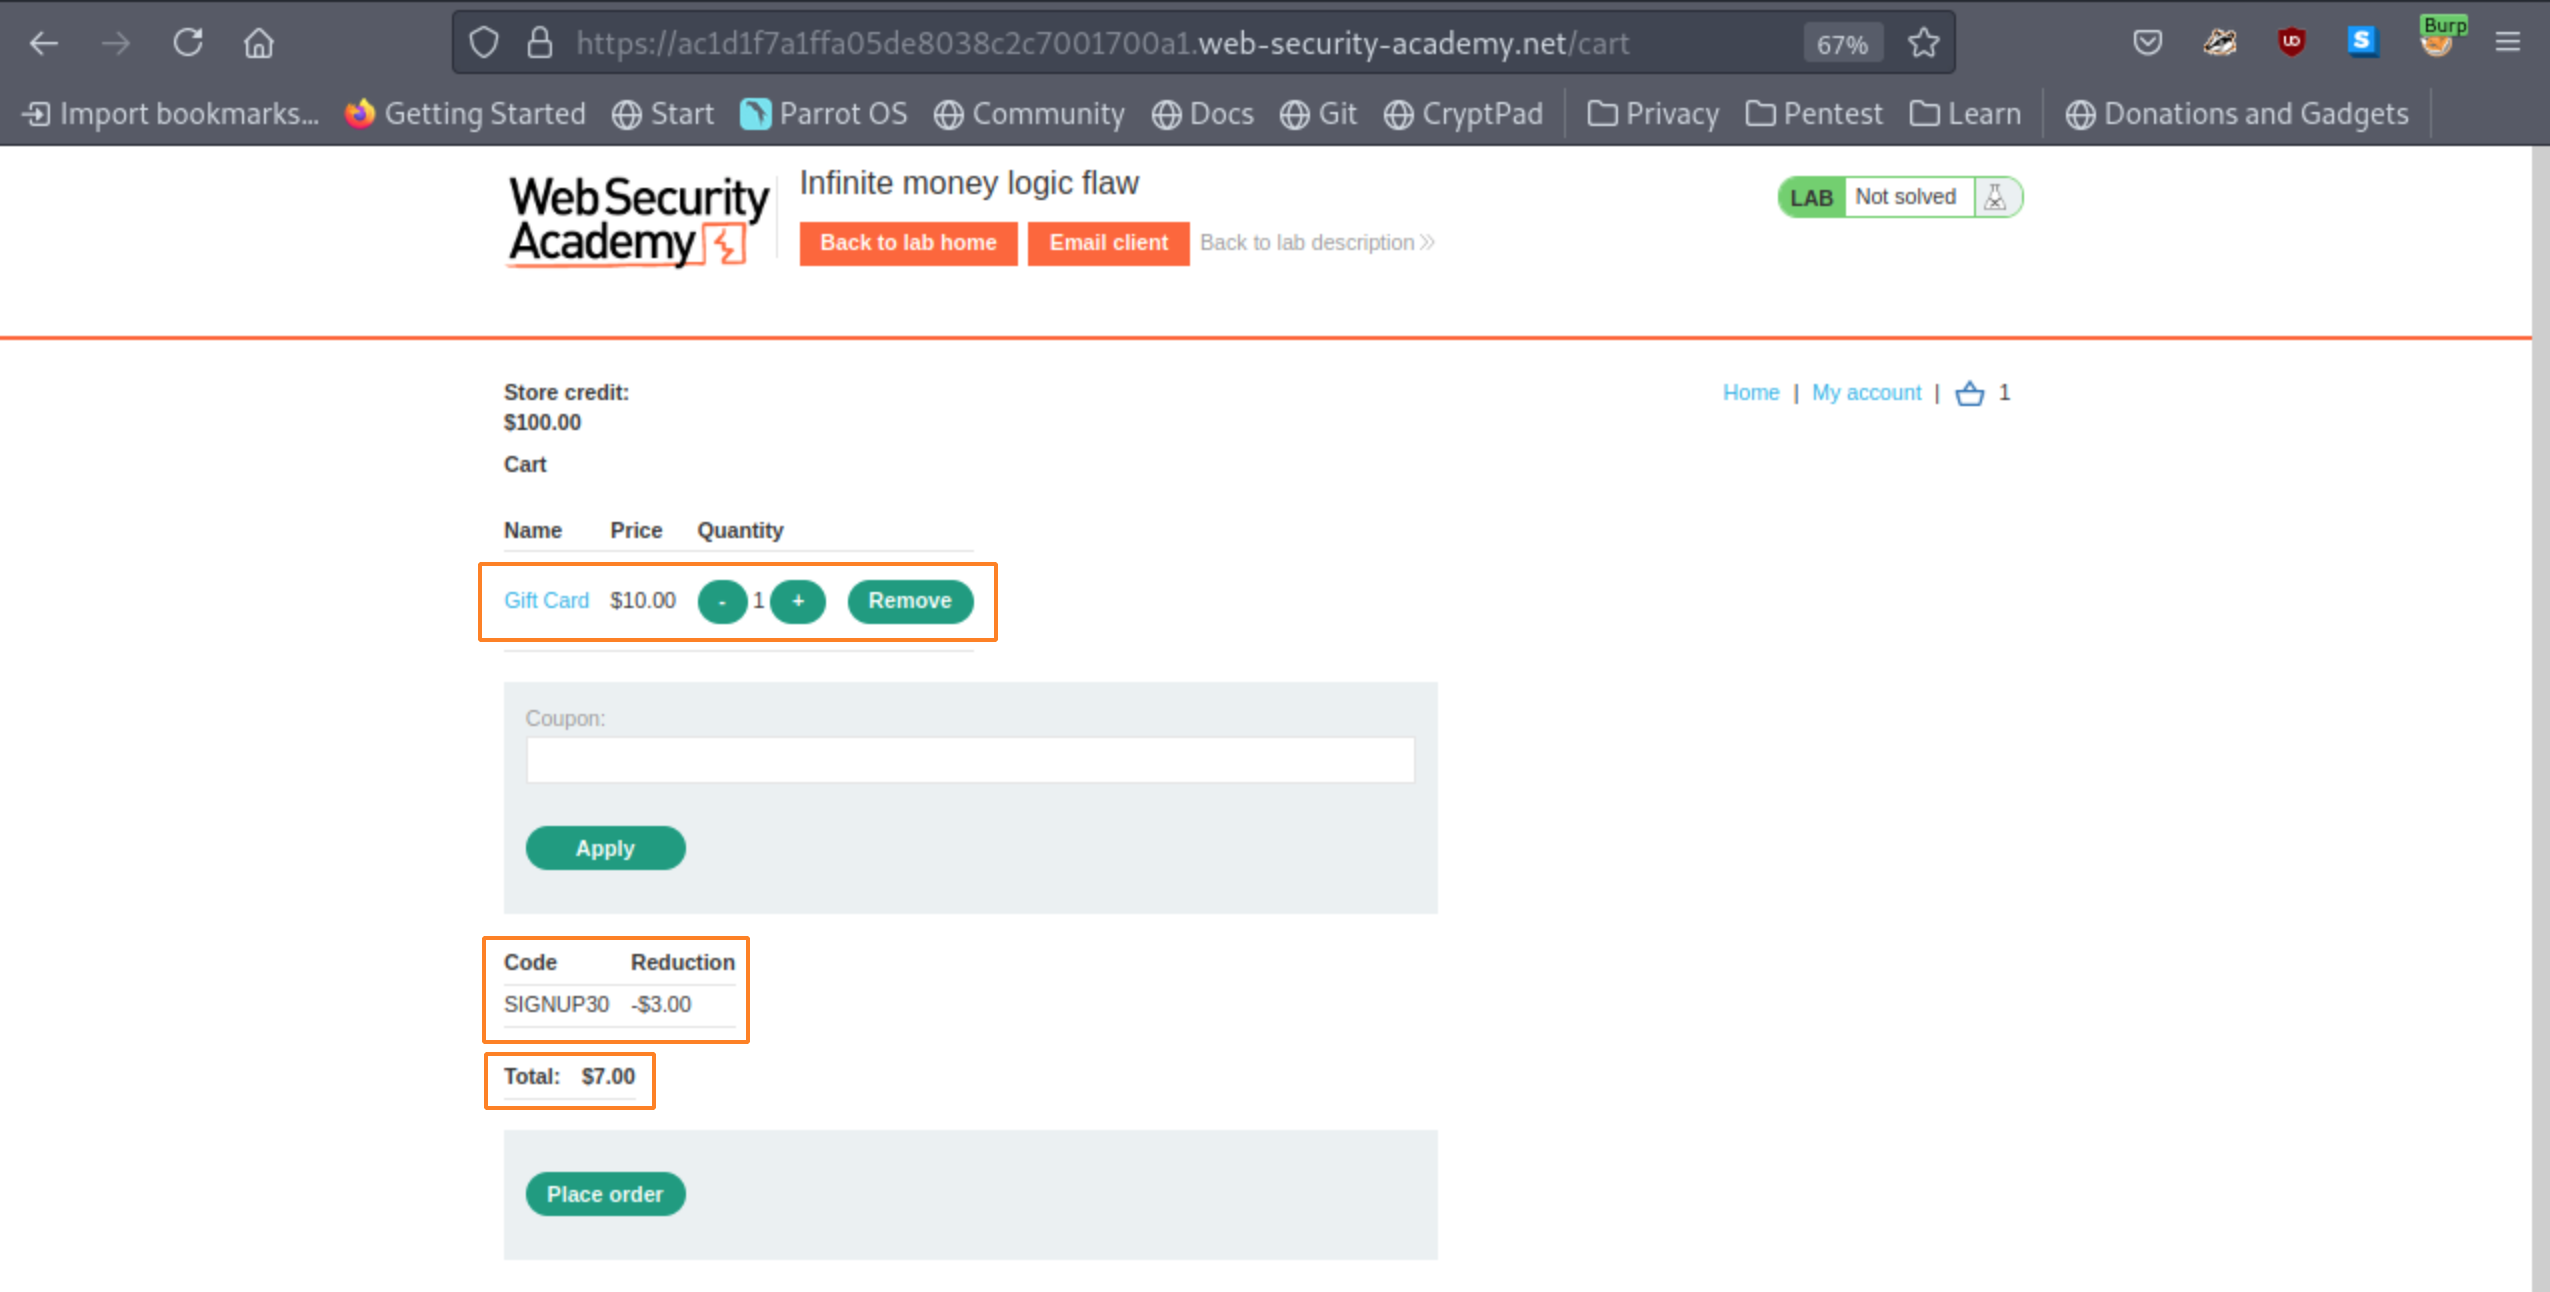 https://ac1d1f7a1ffa05de8038c2c7001700a1.web-security-academy.net/cart 67% Burp
Import bookmarks... Getting Started Start Parrot OS Community Docs Git CryptPad Privacy Pentest Learn Donations and Gadgets
Web Security
Academy
Infinite money logic flaw
Back to lab home Email client Back to lab description
LAB Not solved
Store credit:
$100.00
Home | My account | 1
Cart
Name Price Quantity
Gift Card $10.00 - 1 + Remove
Coupon:
Apply
Code Reduction
SIGNUP30 -$3.00
Total: $7.00
Place order